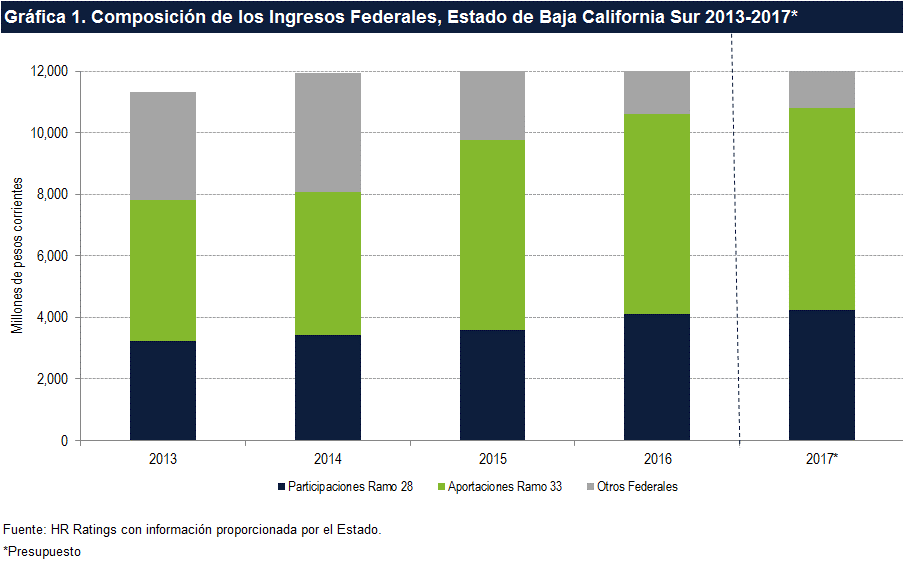 Gráfica 1. Composición de los Ingresos Federales, Estado de Baja California Sur 2013-2017*
Millones de pesos corrientes
12,000
10,000
8,000
6,000
4,000
2,000
0
2013 2014 2015 2016 2017*
Participaciones Ramo 28 Aportaciones Ramo 33 Otros Federales
Fuente: HR Ratings con información proporcionada por el Estado.
*Presupuesto